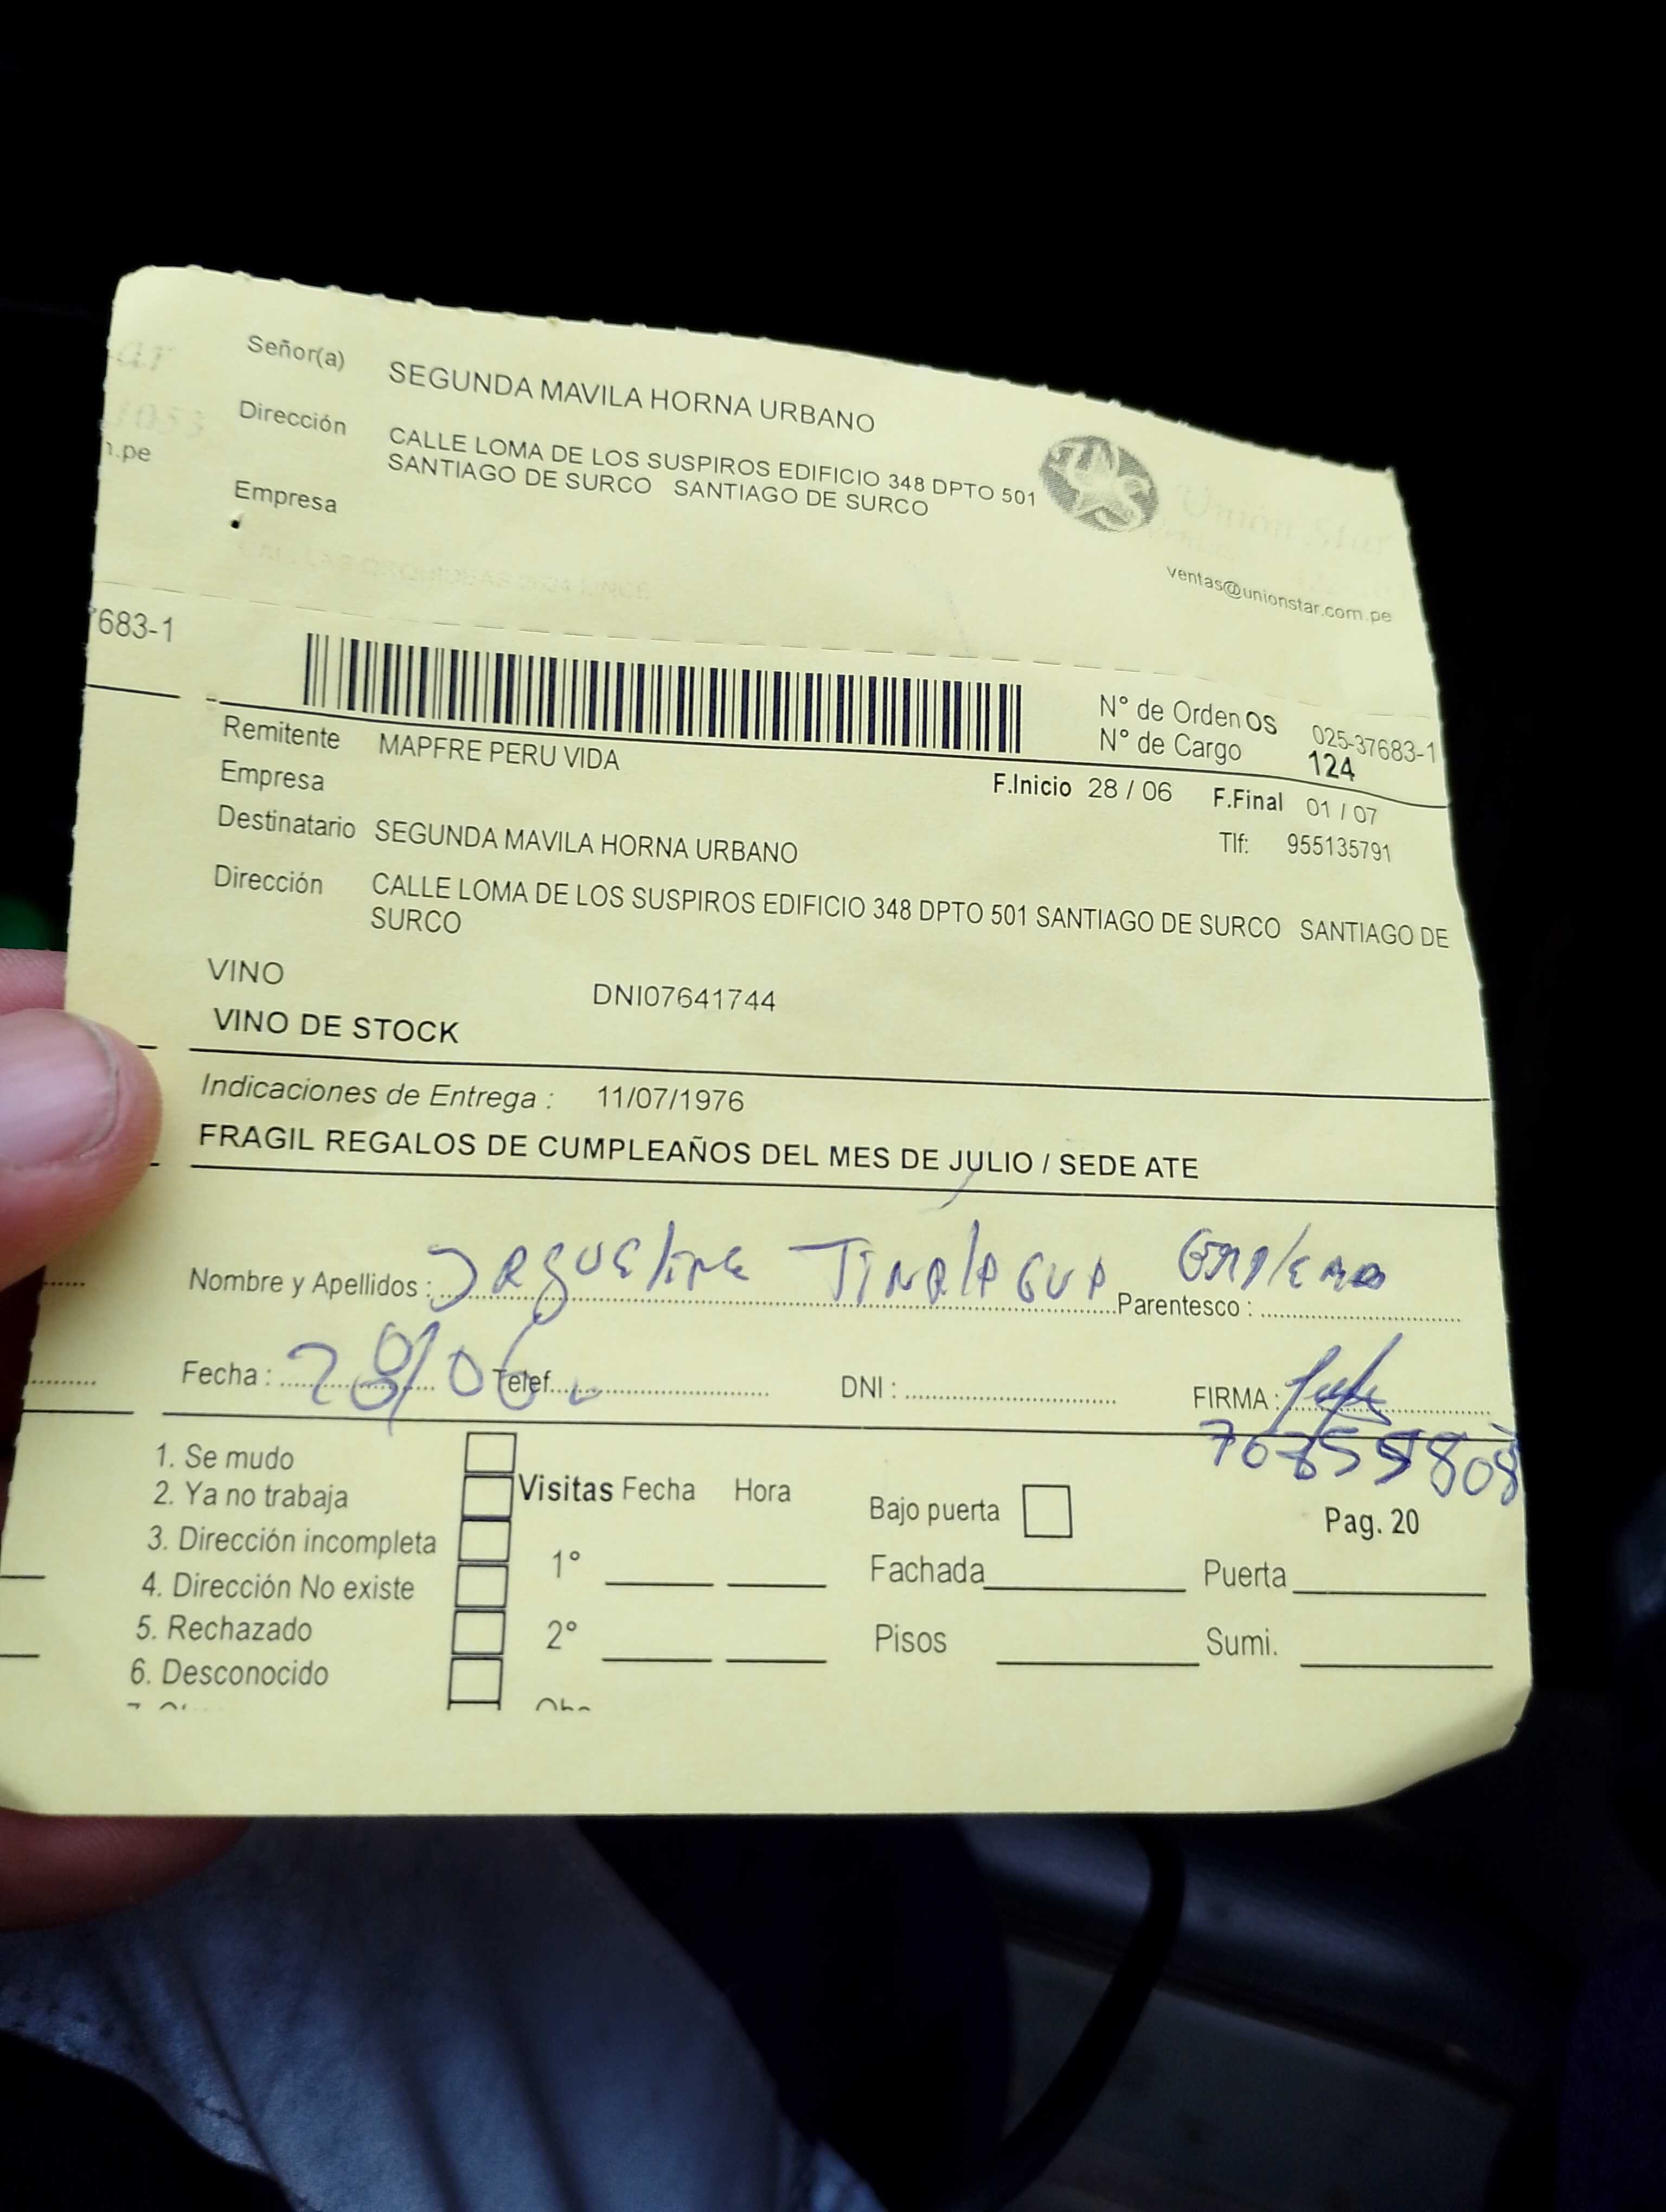 Señor(a) SEGUNDA MAVILA HORNA URBANO
Dirección CALLE LOMA DE LOS SUSPIROS EDIFICIO 348 DPTO 501
SANTIAGO DE SURCO SANTIAGO DE SURCO
Empresa
n.pe
Unión Star
ventas@unionstar.com.pe
683-1
N° de Orden OS 025-37683-1
N° de Cargo 124
Remitente MAPFRE PERU VIDA
Empresa
F.Inicio 28 / 06 F.Final 01 / 07
Destinatario SEGUNDA MAVILA HORNA URBANO Tlf: 955135791
Dirección CALLE LOMA DE LOS SUSPIROS EDIFICIO 348 DPTO 501 SANTIAGO DE SURCO SANTIAGO DE
SURCO
VINO DNI07641744
VINO DE STOCK
Indicaciones de Entrega : 11/07/1976
FRAGIL REGALOS DE CUMPLEAÑOS DEL MES DE JULIO / SEDE ATE
Nombre y Apellidos : Jaqueline Parentesco :
Fecha : 28/06 Telef. DNI : FIRMA :
1. Se mudo
2. Ya no trabaja
3. Dirección incompleta
4. Dirección No existe
5. Rechazado
6. Desconocido
Visitas Fecha Hora
1°
2°
Bajo puerta
Pag. 20
Fachada Puerta
Pisos Sumi.